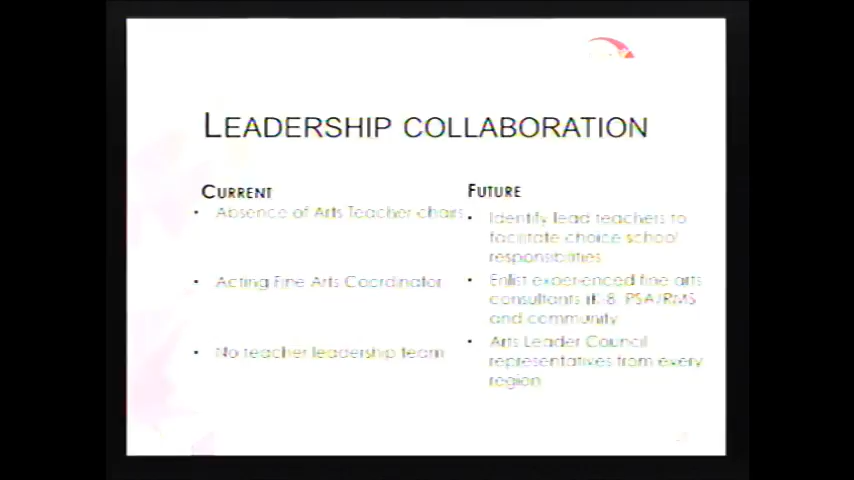 LEADERSHIP COLLABORATION
CURRENT
• Absence of Arts Teacher chairs
• Acting Fine Arts Coordinator
• No teacher leadership team
FUTURE
• Identify lead teachers to
facilitate choice school
responsibilities
• Enlist experienced fine arts
consultants K-8, PSA/RMS
and community
• Arts Leader Council
representatives from every
region